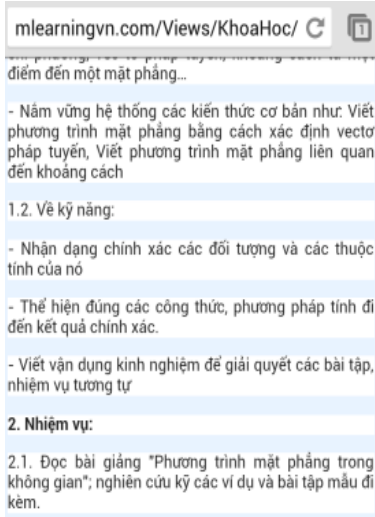 mlearningvn.com/Views/KhoaHoc/
1
điểm đến một mặt phẳng...
- Nắm vững hệ thống các kiến thức cơ bản như: Viết
phương trình mặt phẳng bằng cách xác định vectơ
pháp tuyến, Viết phương trình mặt phẳng liên quan
đến khoảng cách
1.2. Về kỹ năng:
- Nhận dạng chính xác các đối tượng và các thuộc
tính của nó
- Thể hiện đúng các công thức, phương pháp tính đi
đến kết quả chính xác.
- Viết vận dụng kinh nghiệm để giải quyết các bài tập,
nhiệm vụ tương tự
2. Nhiệm vụ:
2.1. Đọc bài giảng "Phương trình mặt phẳng trong
không gian"; nghiên cứu kỹ các ví dụ và bài tập mẫu đi
kèm.